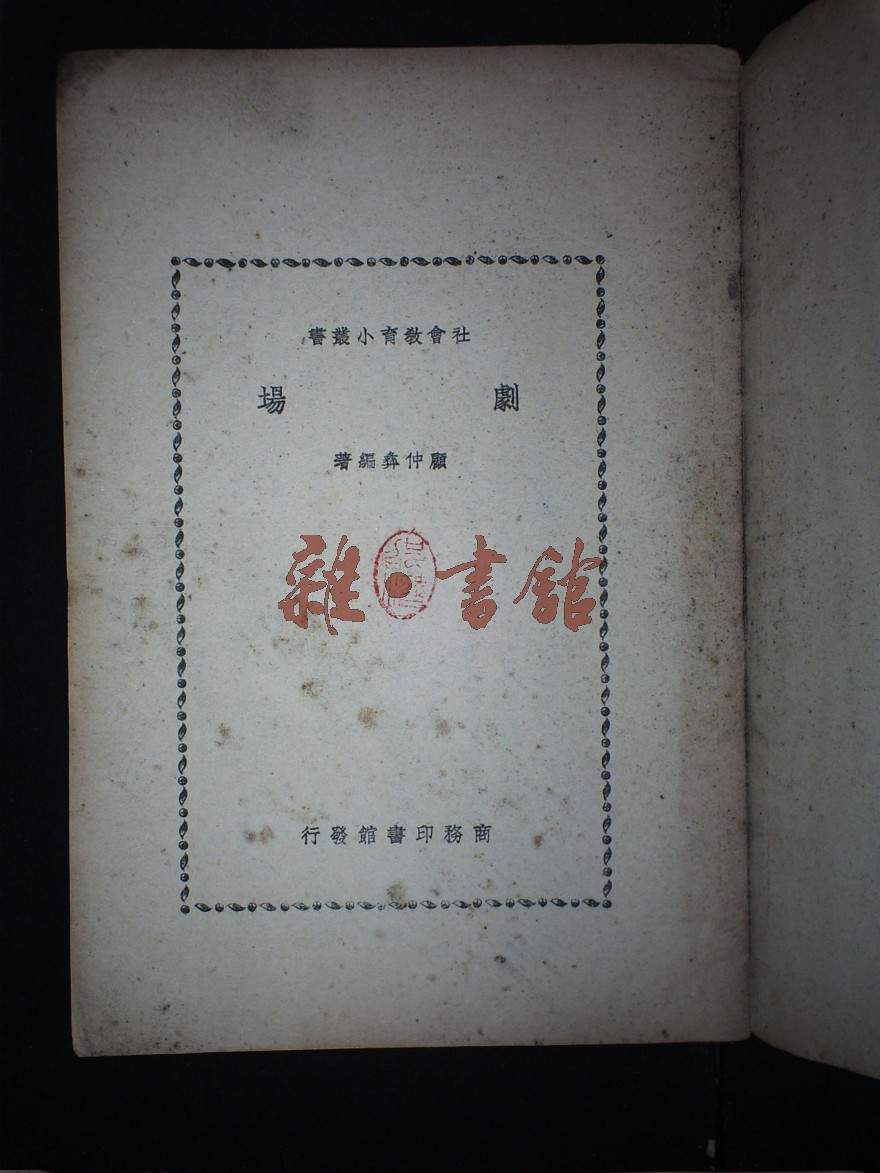 社會教育小叢書
劇場
顧仲彝編著
雜·書館
商務印書館發行